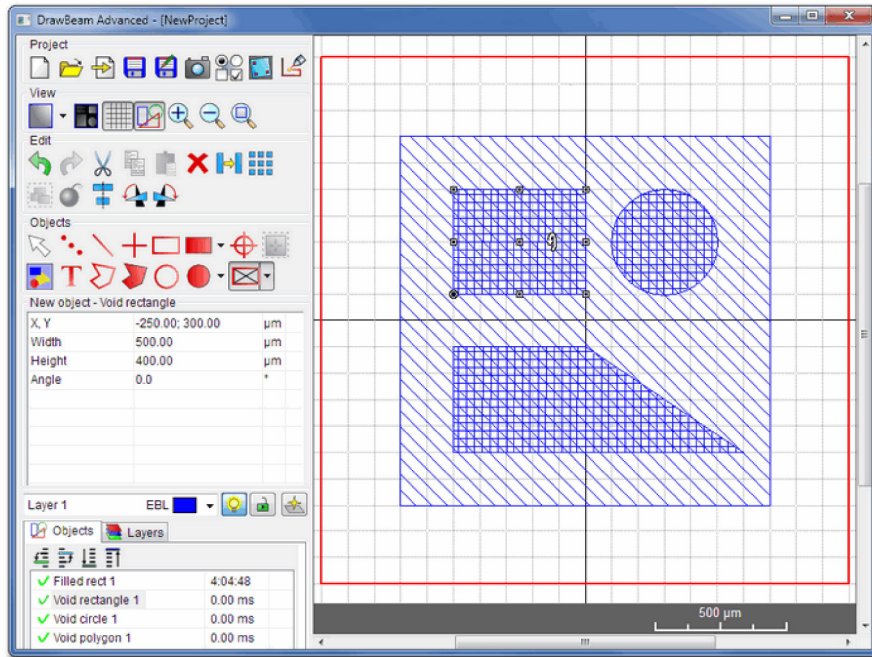 DrawBeam Advanced - [NewProject]
Project
View
Edit
Objects
T
New object - Void rectangle
X, Y -250.00; 300.00 µm
Width 500.00 µm
Height 400.00 µm
Angle 0.0 °
Layer 1 EBL
Objects Layers
Filled rect 1 4:04:48
Void rectangle 1 0.00 ms
Void circle 1 0.00 ms
Void polygon 1 0.00 ms
500 µm